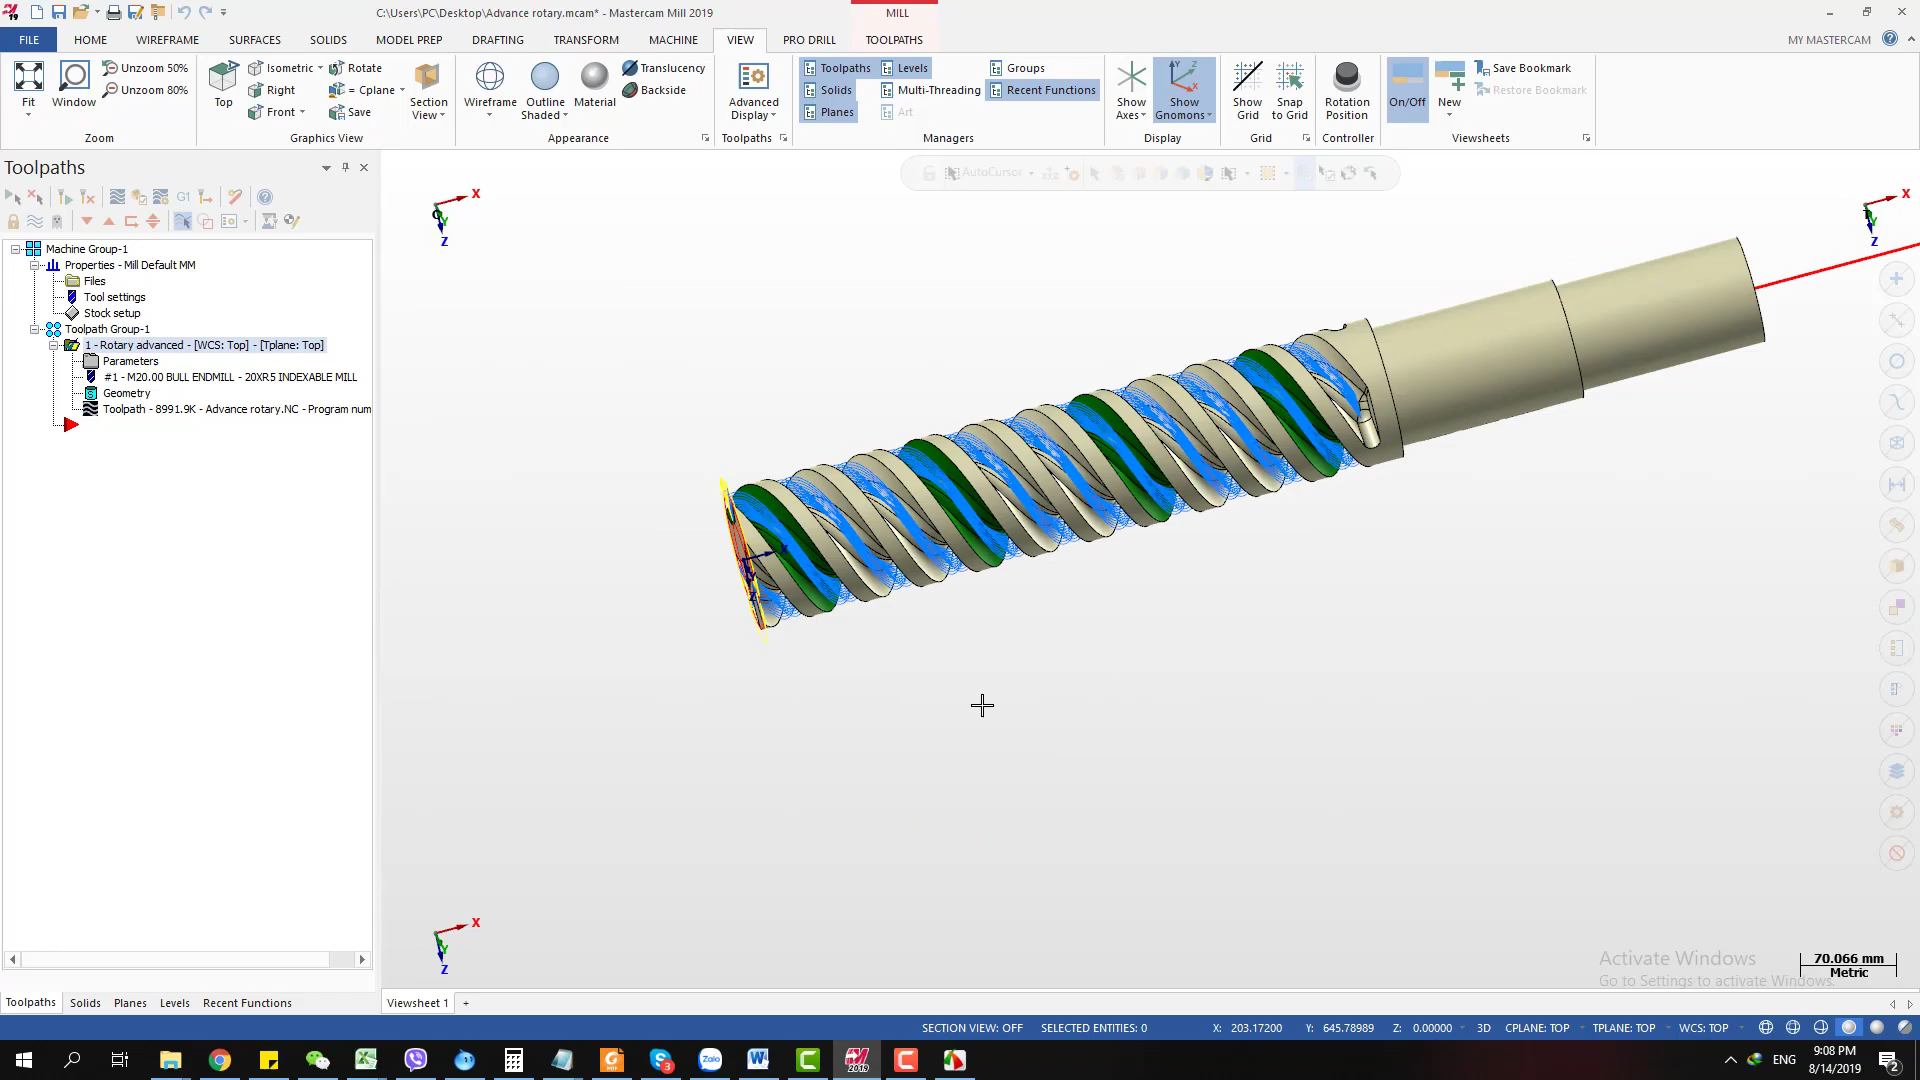 C:\Users\PC\Desktop\Advance rotary.mcam* - Mastercam Mill 2019
MILL
FILE HOME WIREFRAME SURFACES SOLIDS MODEL PREP DRAFTING TRANSFORM MACHINE VIEW PRO DRILL TOOLPATHS MY MASTERCAM
Fit
Window
Unzoom 50%
Unzoom 80%
Zoom
Top
Isometric
Right
Front
Rotate
= Cplane
Save
Section View
Graphics View
Wireframe
Outline Shaded
Material
Translucency
Backside
Appearance
Advanced Display
Toolpaths
Toolpaths
Solids
Planes
Levels
Multi-Threading
Art
Groups
Recent Functions
Managers
Show Axes
Show Gnomons
Display
Show Grid
Snap to Grid
Grid
Rotation Position
Controller
On/Off
New
Save Bookmark
Restore Bookmark
Viewsheets
Toolpaths
G1
AutoCursor
Machine Group-1
Properties - Mill Default MM
Files
Tool settings
Stock setup
Toolpath Group-1
1 - Rotary advanced - [WCS: Top] - [Tplane: Top]
Parameters
#1 - M20.00 BULL ENDMILL - 20XR5 INDEXABLE MILL
Geometry
Toolpath - 8991.9K - Advance rotary.NC - Program num
X
Y
Z
X
Y
Z
X
Y
Z
X
Y
Z
Activate Windows
Go to Settings to activate Windows.
70.066 mm
Metric
Toolpaths Solids Planes Levels Recent Functions
Viewsheet 1 +
SECTION VIEW: OFF SELECTED ENTITIES: 0 X: 203.17200 Y: 645.78989 Z: 0.00000 3D CPLANE: TOP TPLANE: TOP WCS: TOP
3
Zalo
2019
ENG
9:08 PM
8/14/2019
2